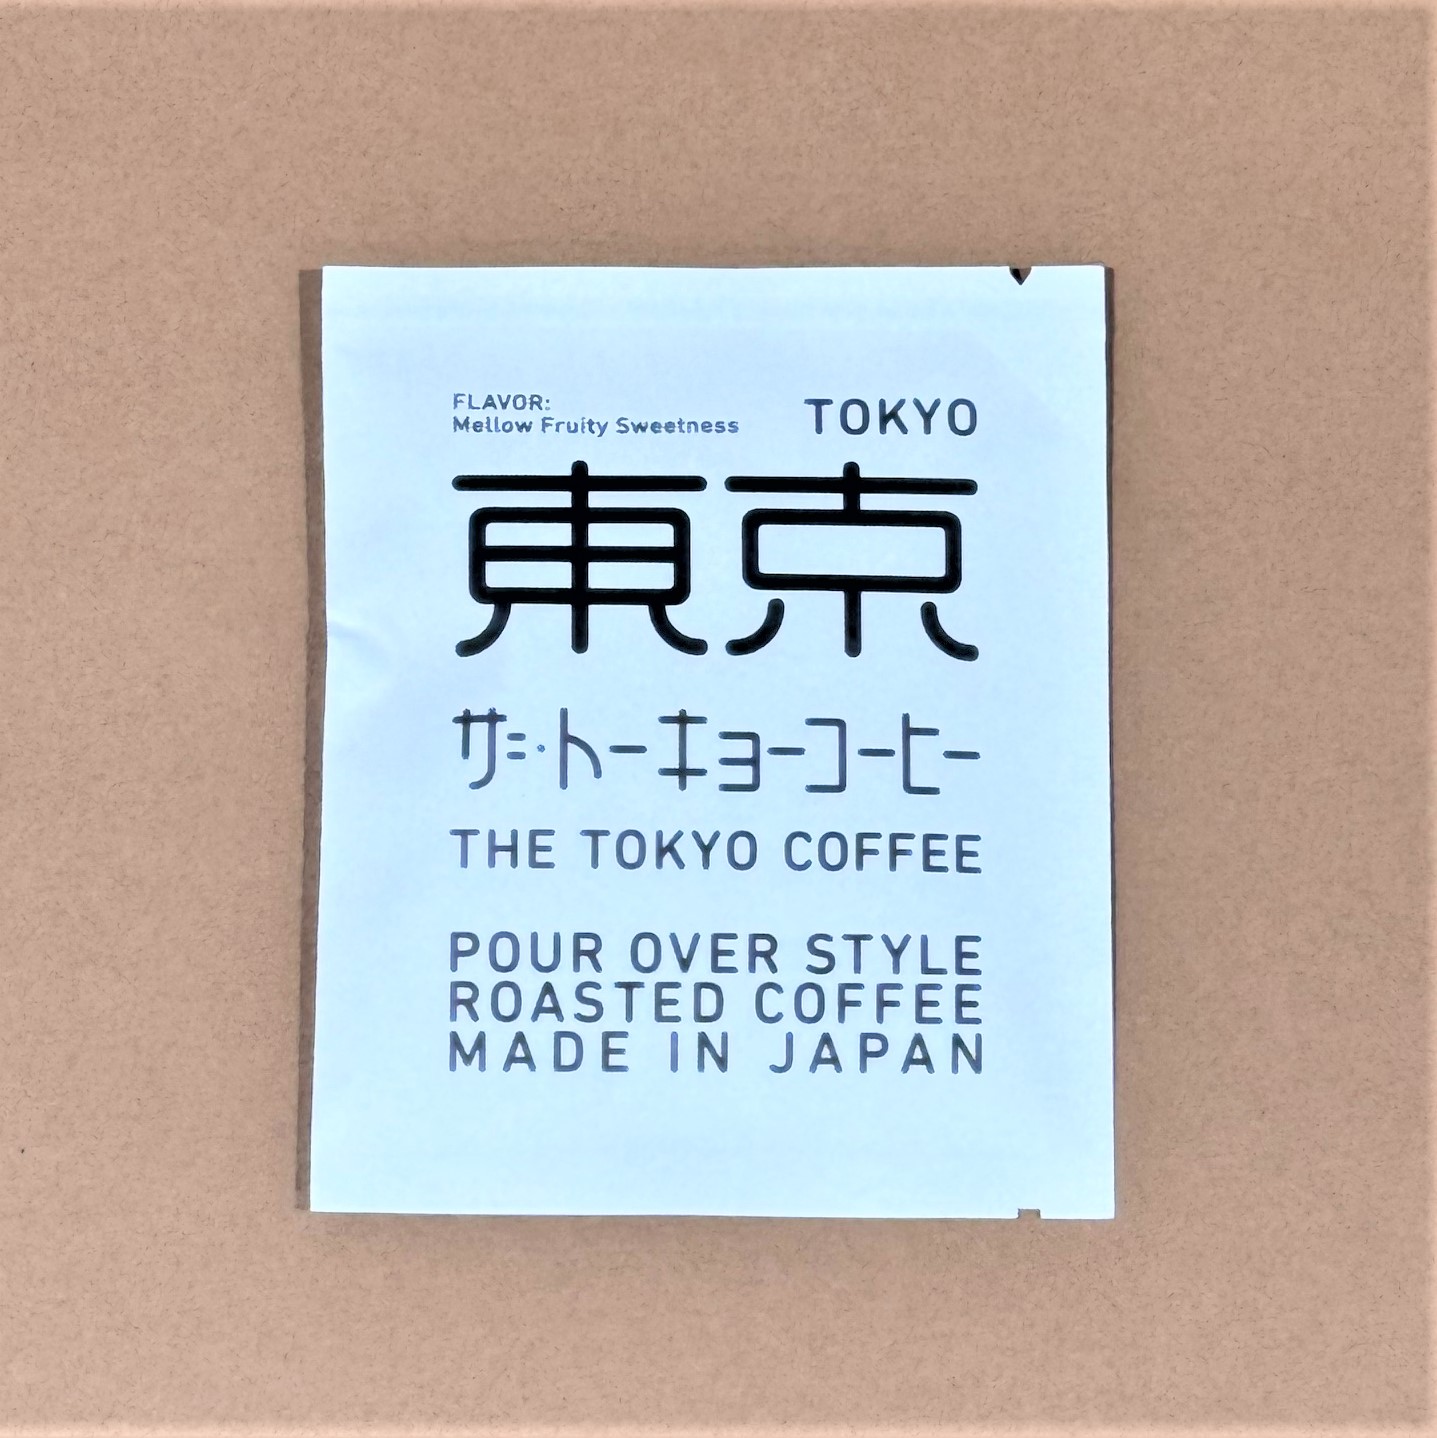 FLAVOR:
Mellow Fruity Sweetness
TOKYO
東京
ザ・トーキョーコーヒー
THE TOKYO COFFEE
POUR OVER STYLE
ROASTED COFFEE
MADE IN JAPAN